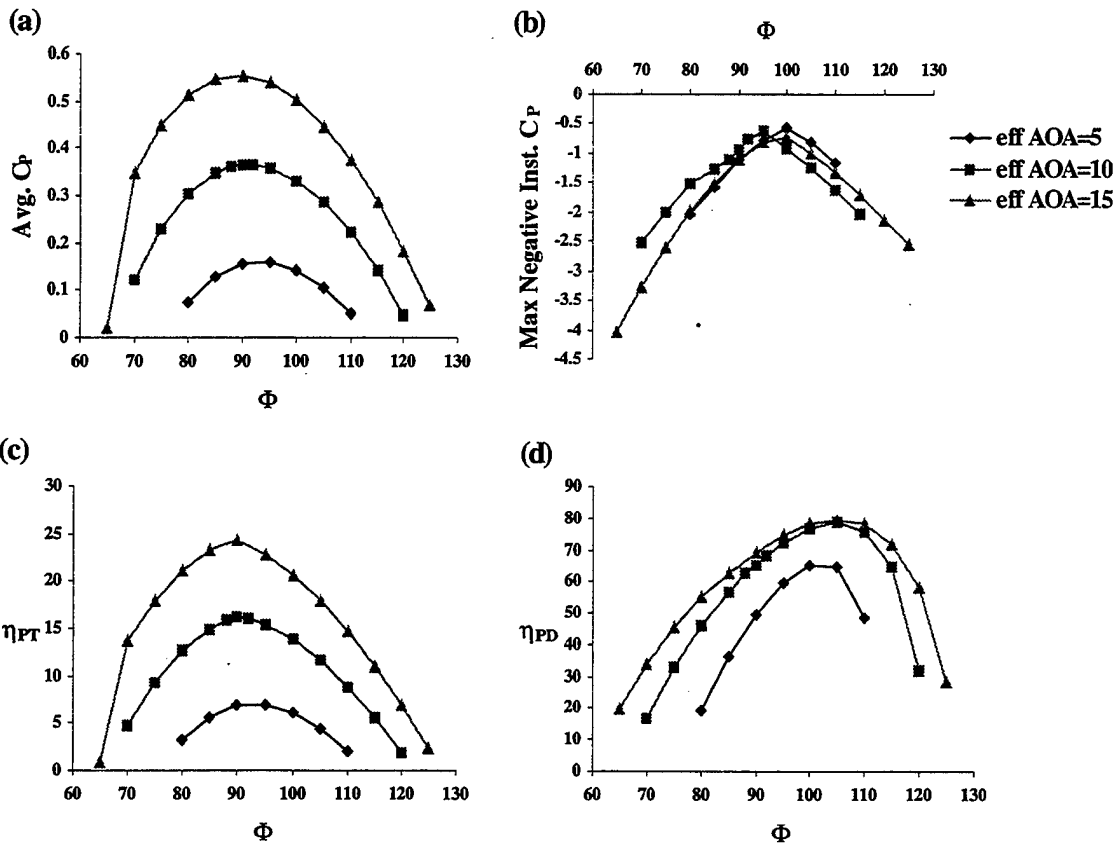 (a)
Avg. CP
0.6
0.5
0.4
0.3
0.2
0.1
0
60 70 80 90 100 110 120 130
Φ
(b)
Φ
60 70 80 90 100 110 120 130
Max Negative Inst. CP
0
-0.5
-1
-1.5
-2
-2.5
-3
-3.5
-4
-4.5
eff AOA=5
eff AOA=10
eff AOA=15
(c)
ηPT
30
25
20
15
10
5
0
60 70 80 90 100 110 120 130
Φ
(d)
ηPD
90
80
70
60
50
40
30
20
10
0
60 70 80 90 100 110 120 130
Φ